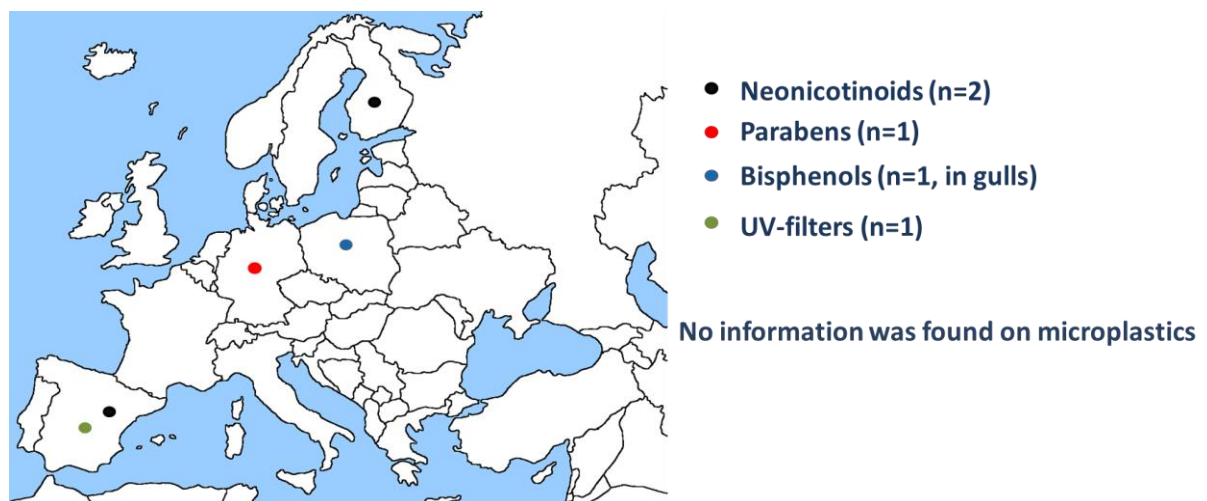 Neonicotinoids (n=2)
Parabens (n=1)
Bisphenols (n=1, in gulls)
UV-filters (n=1)
No information was found on microplastics